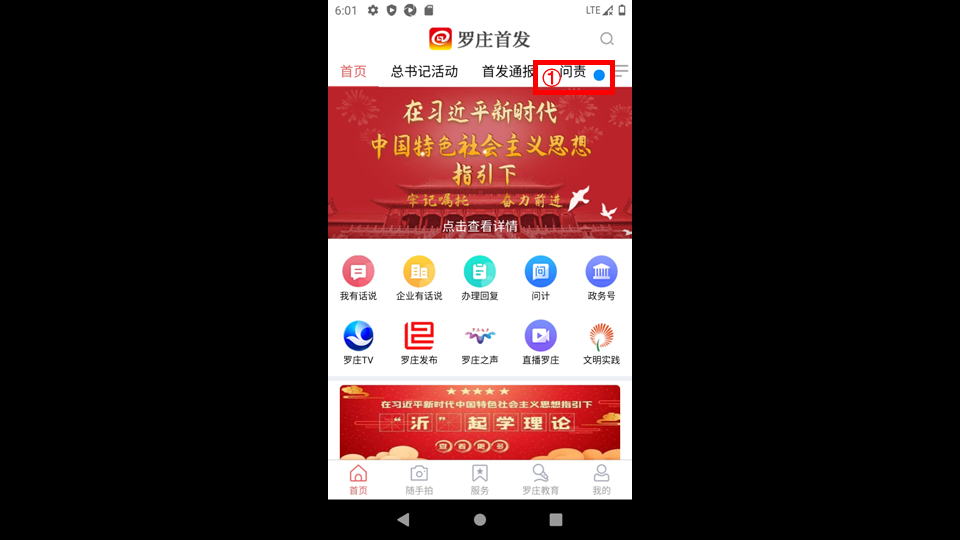 6:01 LTE
罗庄首发
首页 总书记活动 首发通报 ①问责
在习近平新时代
中国特色社会主义思想
指引下
牢记嘱托 奋力前进
点击查看详情
我有话说 企业有话说 办理回复 问计 政务号
罗庄TV 罗庄发布 罗庄之声 直播罗庄 文明实践
在习近平新时代中国特色社会主义思想指引下
“沂”起学理论
查看更多
首页 随手拍 服务 罗庄教育 我的